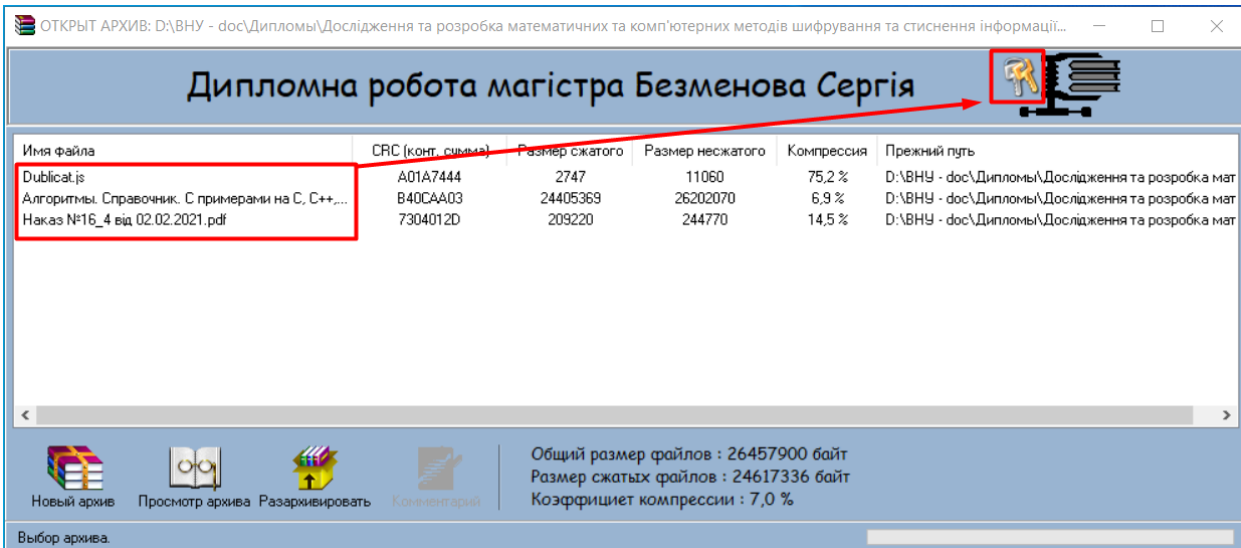 ОТКРЫТ АРХИВ: D:\ВНУ - doc\Дипломы\Дослідження та розробка математичних та комп'ютерних методів шифрування та стиснення інформації...
Дипломна робота магістра Безменова Сергія
Имя файла CRC (конт. сумма) Размер сжатого Размер несжатого Компрессия Прежний путь
Dublicat.js A01A7444 2747 11060 75,2 % D:\ВНУ - doc\Дипломы\Дослідження та розробка мат
Алгоритмы. Справочник. С примерами на C, C++,... B40CAA03 24405369 26202070 6,9 % D:\ВНУ - doc\Дипломы\Дослідження та розробка мат
Наказ №16_4 від 02.02.2021.pdf 7304012D 209220 244770 14,5 % D:\ВНУ - doc\Дипломы\Дослідження та розробка мат
Общий размер файлов : 26457900 байт
Размер сжатых файлов : 24617336 байт
Коэффициет компрессии : 7,0 %
Новый архив Просмотр архива Разархивировать Комментарий
Выбор архива.